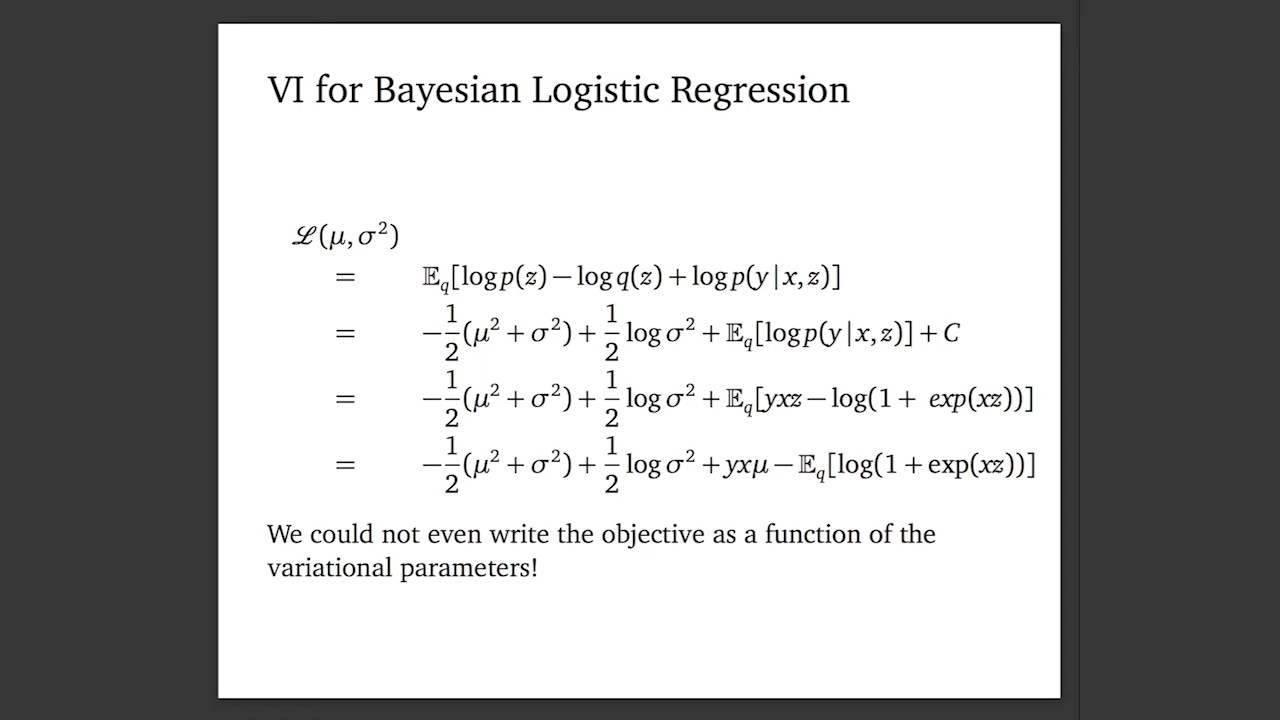 VI for Bayesian Logistic Regression
ℒ(μ, σ²)
= 𝔼_q[log p(z) − log q(z) + log p(y | x, z)]
= −1/2(μ² + σ²) + 1/2 log σ² + 𝔼_q[log p(y | x, z)] + C
= −1/2(μ² + σ²) + 1/2 log σ² + 𝔼_q[yxz − log(1 + exp(xz))]
= −1/2(μ² + σ²) + 1/2 log σ² + yxμ − 𝔼_q[log(1 + exp(xz))]
We could not even write the objective as a function of the
variational parameters!